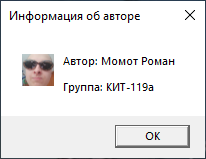 Информация об авторе
Автор: Момот Роман
Группа: КИТ-119а
OK